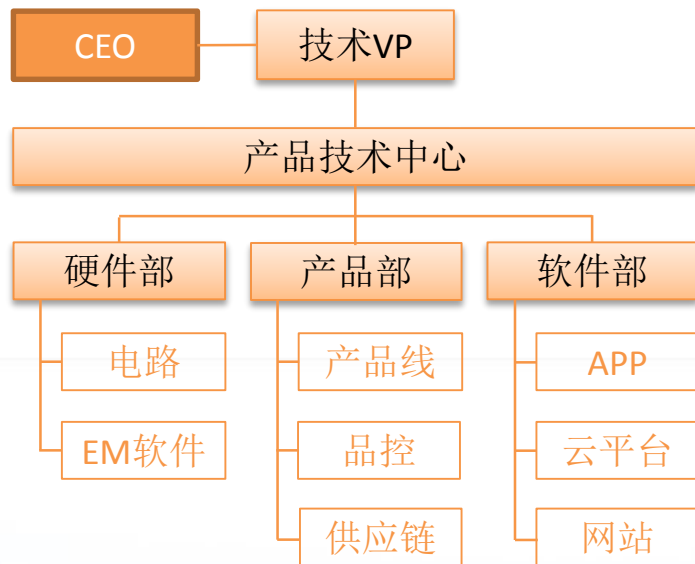 CEO
技术VP
产品技术中心
硬件部
产品部
软件部
电路
产品线
APP
EM软件
品控
云平台
供应链
网站